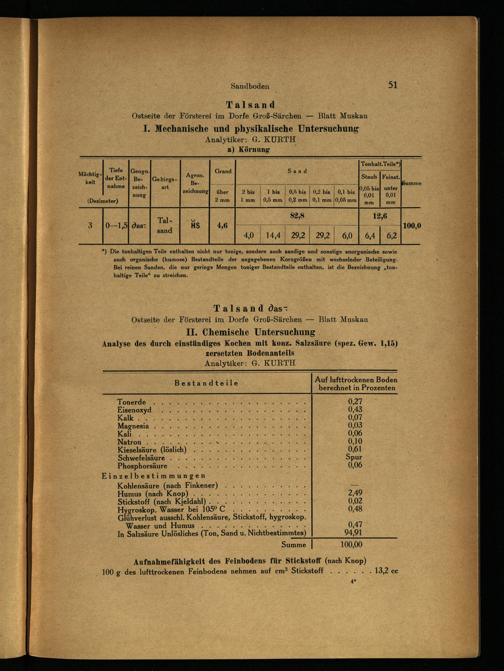 Sandboden 51
Talsand
Ostseite der Försterei im Dorfe Groß-Särchen — Blatt Muskau
I. Mechanische und physikalische Untersuchung
Analytiker: G. KURTH
a) Körnung
Mächtigkeit (Dezimeter) | Tiefe der Entnahme | Geogn. Bezeichnung | Gebirgsart | Agron. Bezeichnung | Grand über 2 mm | Sand | Tonhalt. Teile*) | Summe
2 bis 1 mm | 1 bis 0,5 mm | 0,5 bis 0,2 mm | 0,2 bis 0,1 mm | 0,1 bis 0,05 mm | Staub 0,05 bis 0,01 mm | Feinst. unter 0,01 mm
82,8 12,6
3 0—1,5 ∂as Talsand HS 4,6 100,0
4,0 14,4 29,2 29,2 6,0 6,4 6,2
*) Die tonhaltigen Teile enthalten nicht nur tonige, sondern auch sandige und sonstige anorganische sowie
auch organische (humose) Bestandteile der angegebenen Korngrößen mit wechselnder Beteiligung.
Bei reinen Sanden, die nur geringe Mengen toniger Bestandteile enthalten, ist die Bezeichnung „ton-
haltige Teile" zu streichen.
Talsand ∂as
Ostseite der Försterei im Dorfe Groß-Särchen — Blatt Muskau
II. Chemische Untersuchung
Analyse des durch einstündiges Kochen mit konz. Salzsäure (spez. Gew. 1,15)
zersetzten Bodenanteils
Analytiker: G. KURTH
Bestandteile | Auf lufttrockenen Boden berechnet in Prozenten
Tonerde . . . 0,27
Eisenoxyd . . . 0,43
Kalk . . . 0,07
Magnesia . . . 0,03
Kali . . . 0,06
Natron . . . 0,10
Kieselsäure (löslich) . . . 0,61
Schwefelsäure . . . Spur
Phosphorsäure . . . 0,06
Einzelbestimmungen
Kohlensäure (nach Finkener) . . . —
Humus (nach Knop) . . . 2,49
Stickstoff (nach Kjeldahl) . . . 0,02
Hygroskop. Wasser bei 105° C . . . 0,48
Glühverlust ausschl. Kohlensäure, Stickstoff, hygroskop.
Wasser und Humus . . . 0,47
In Salzsäure Unlösliches (Ton, Sand u. Nichtbestimmtes) 94,91
Summe 100,00
Aufnahmefähigkeit des Feinbodens für Stickstoff (nach Knop)
100 g des lufttrockenen Feinbodens nehmen auf cm³ Stickstoff . . . . . . 13,2 cc
4*